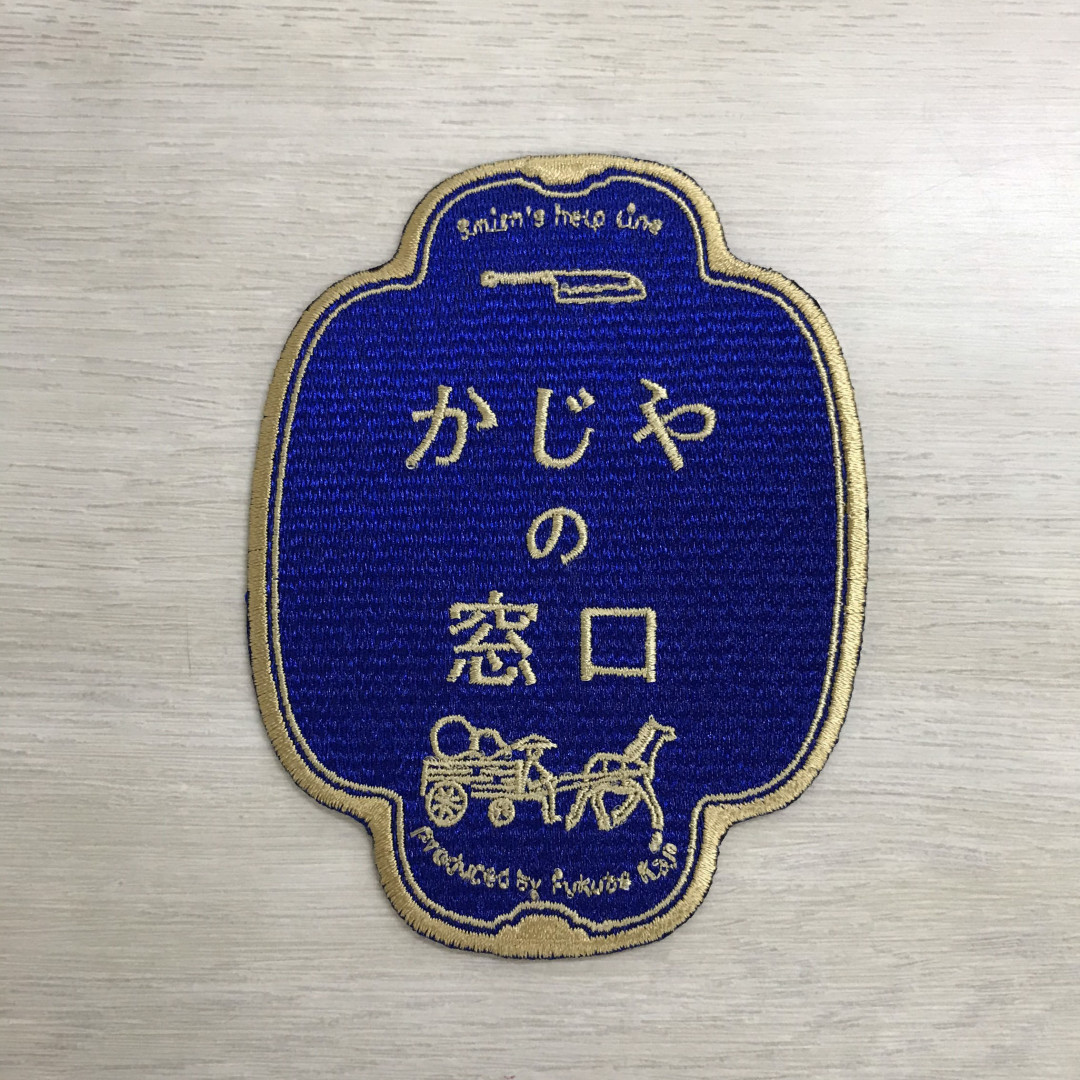 smith's help line
かじや
の
窓口
produced by fukube Kaji